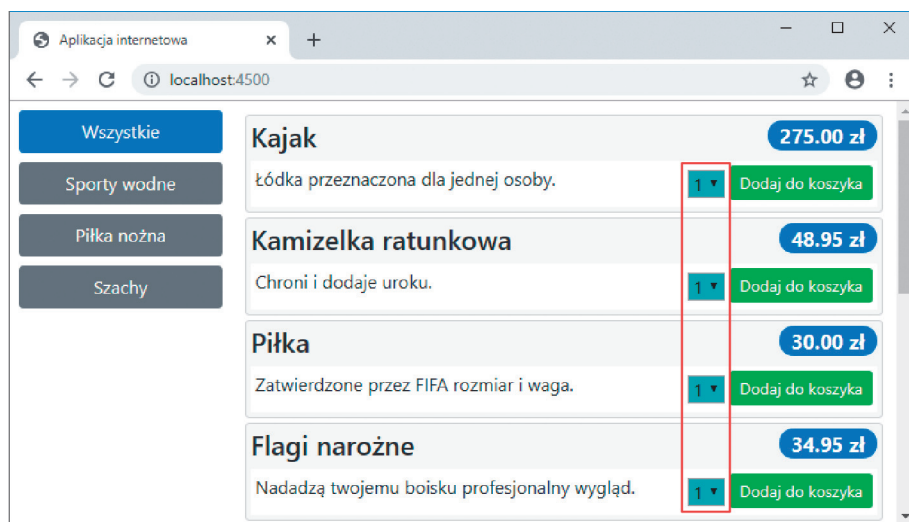 Aplikacja internetowa
localhost:4500
Wszystkie
Sporty wodne
Piłka nożna
Szachy
Kajak 275.00 zł
Łódka przeznaczona dla jednej osoby. 1 Dodaj do koszyka
Kamizelka ratunkowa 48.95 zł
Chroni i dodaje uroku. 1 Dodaj do koszyka
Piłka 30.00 zł
Zatwierdzone przez FIFA rozmiar i waga. 1 Dodaj do koszyka
Flagi narożne 34.95 zł
Nadadzą twojemu boisku profesjonalny wygląd. 1 Dodaj do koszyka